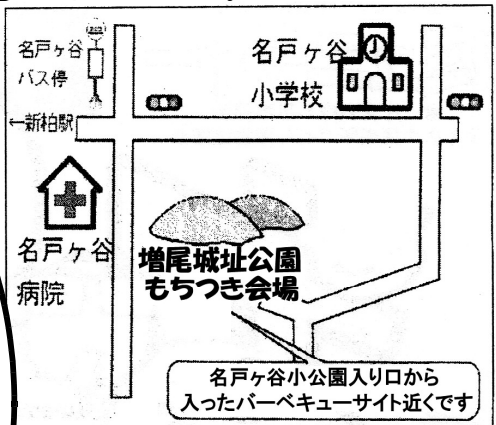 名戸ヶ谷
バス停
名戸ヶ谷
小学校
←新柏駅
名戸ヶ谷
病院
増尾城址公園
もちつき会場
名戸ヶ谷小公園入り口から
入ったバーベキューサイト近くです